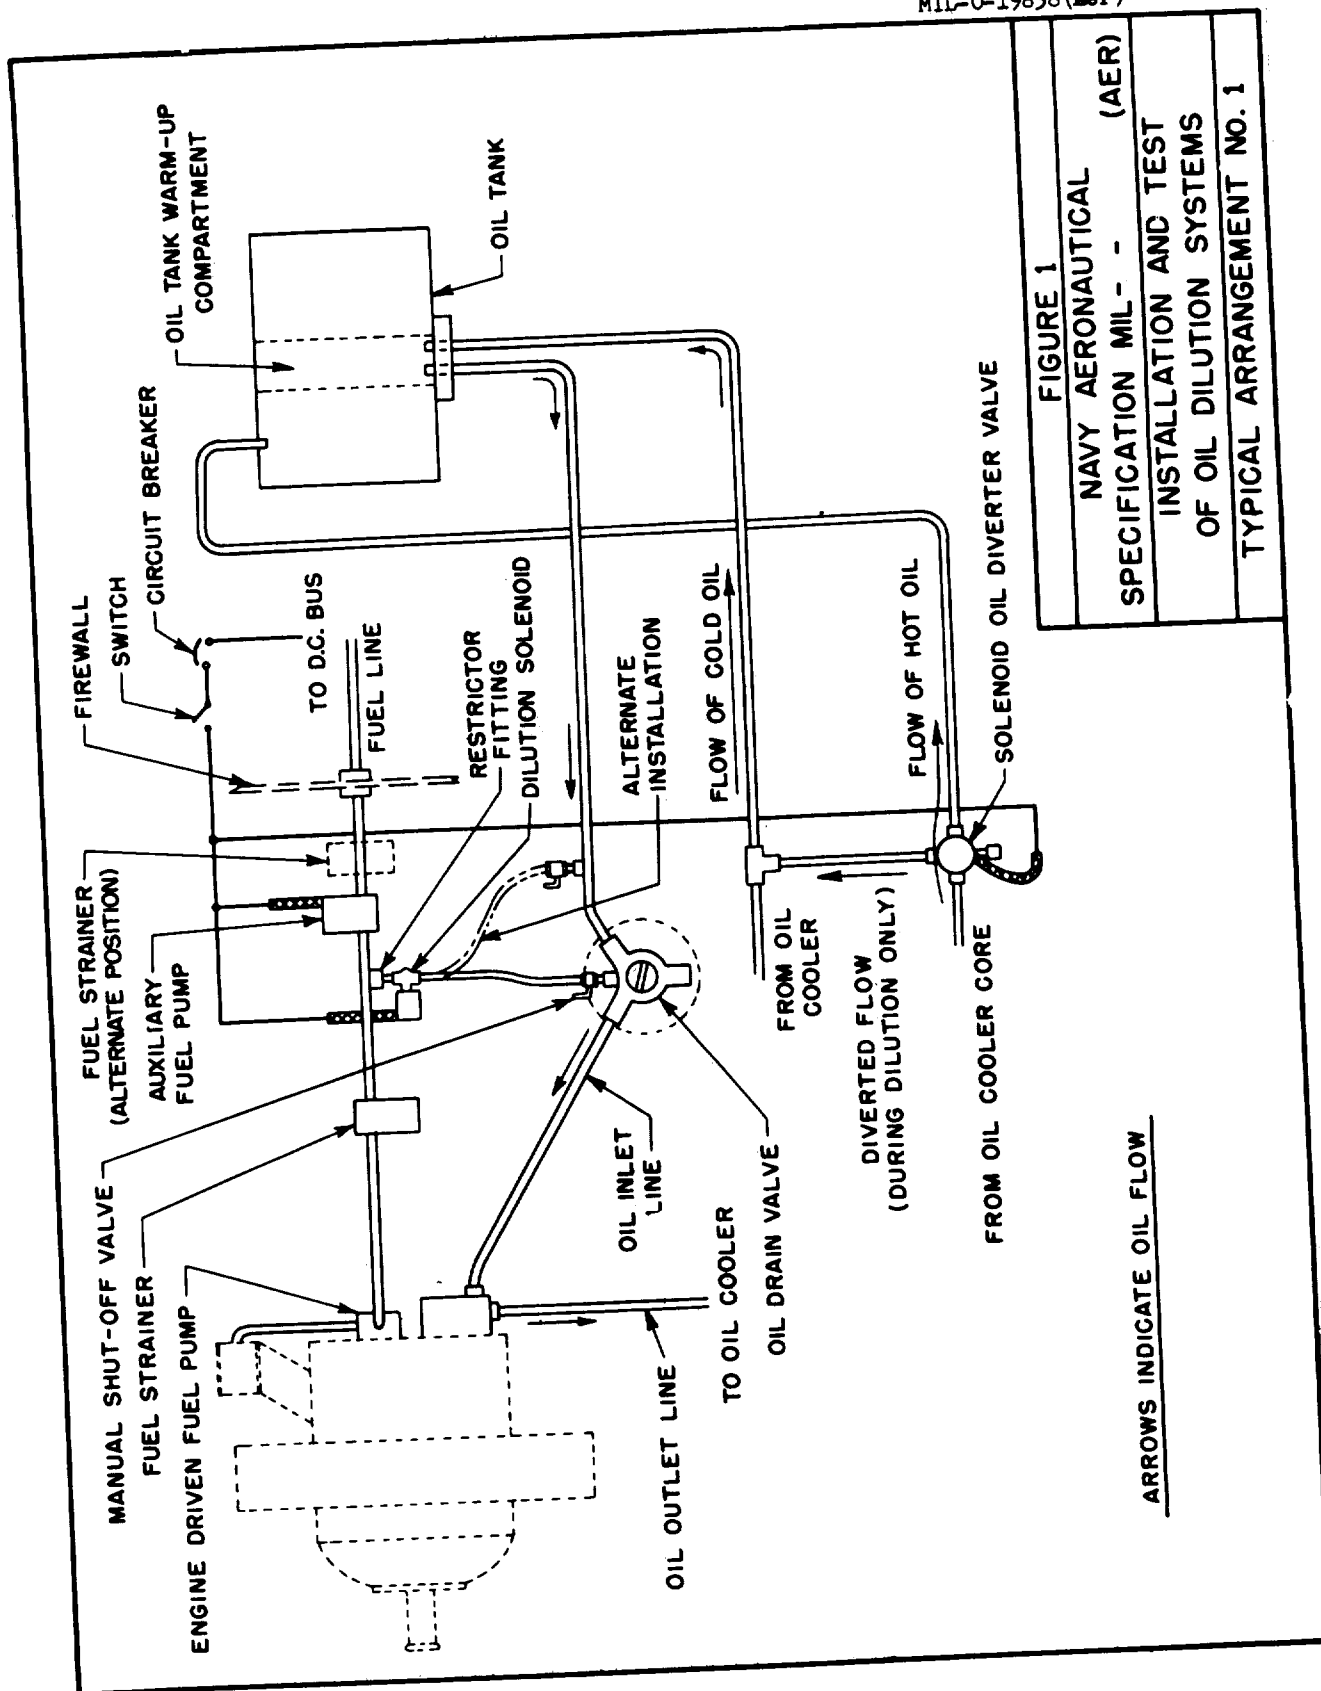 FIGURE 1
NAVY AERONAUTICAL
SPECIFICATION MIL- - (AER)
INSTALLATION AND TEST
OF OIL DILUTION SYSTEMS
TYPICAL ARRANGEMENT NO. 1
MANUAL SHUT-OFF VALVE
FUEL STRAINER
ENGINE DRIVEN FUEL PUMP
FUEL STRAINER
(ALTERNATE POSITION)
AUXILIARY
FUEL PUMP
FIREWALL
SWITCH
CIRCUIT BREAKER
OIL TANK WARM-UP
COMPARTMENT
OIL TANK
TO D.C. BUS
FUEL LINE
RESTRICTOR
FITTING
DILUTION SOLENOID
ALTERNATE
INSTALLATION
FLOW OF COLD OIL
FLOW OF HOT OIL
SOLENOID OIL DIVERTER VALVE
FROM OIL
COOLER
DIVERTED FLOW
(DURING DILUTION ONLY)
FROM OIL COOLER CORE
OIL INLET
LINE
OIL DRAIN VALVE
TO OIL COOLER
OIL OUTLET LINE
ARROWS INDICATE OIL FLOW